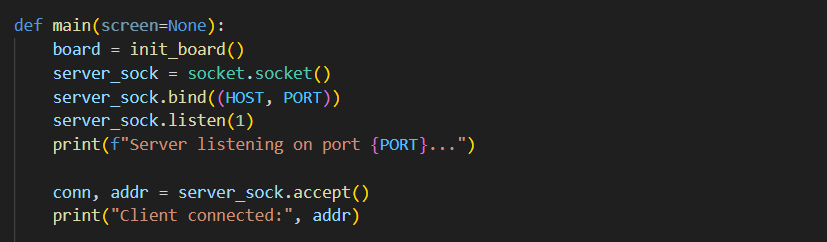 def main(screen=None):
    board = init_board()
    server_sock = socket.socket()
    server_sock.bind((HOST, PORT))
    server_sock.listen(1)
    print(f"Server listening on port {PORT}...")

    conn, addr = server_sock.accept()
    print("Client connected:", addr)